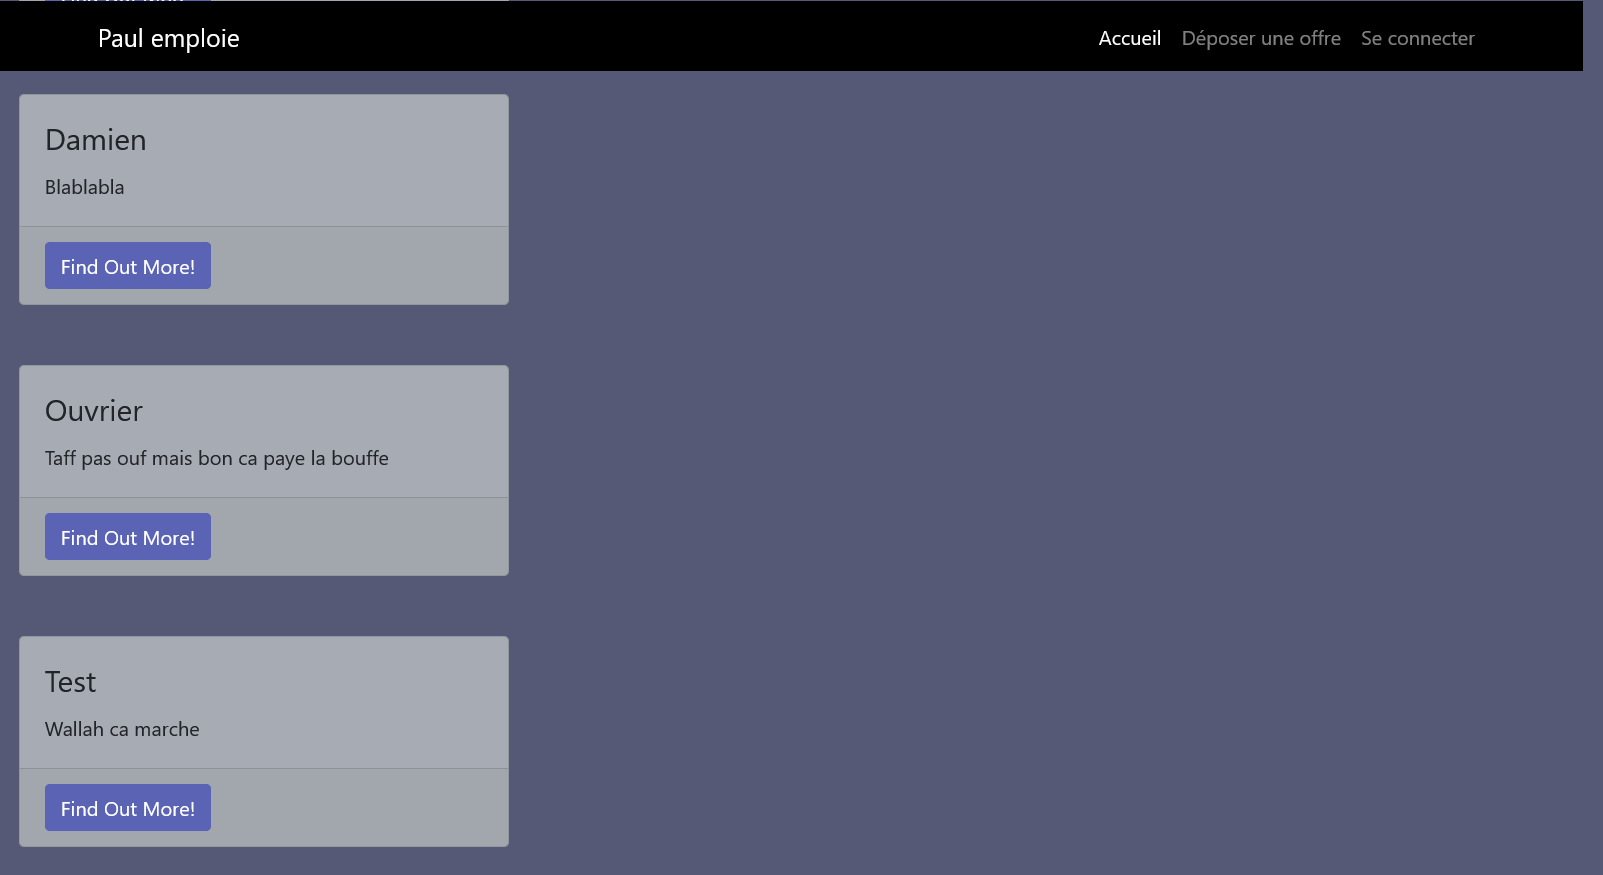 Paul emploie
Accueil Déposer une offre Se connecter
Damien
Blablabla
Find Out More!
Ouvrier
Taff pas ouf mais bon ca paye la bouffe
Find Out More!
Test
Wallah ca marche
Find Out More!